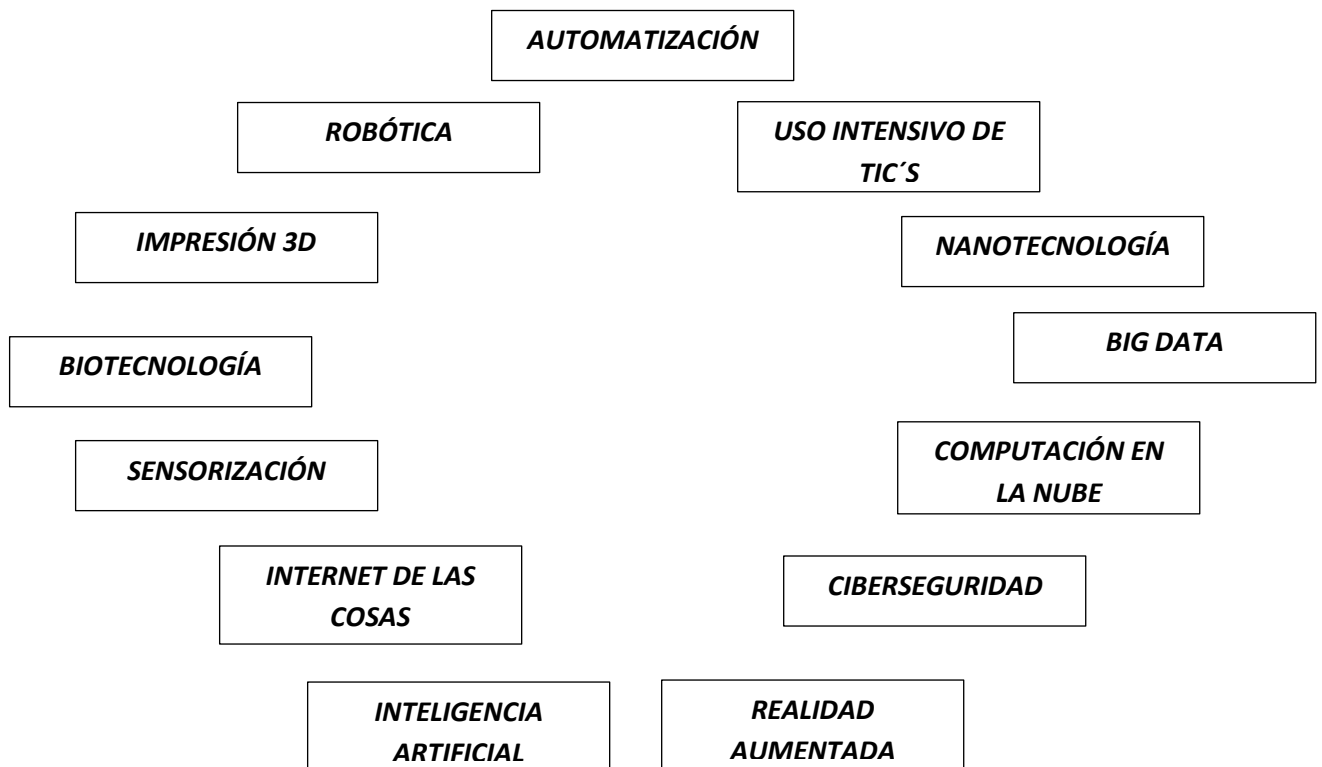 AUTOMATIZACIÓN
ROBÓTICA
USO INTENSIVO DE
TIC´S
IMPRESIÓN 3D
NANOTECNOLOGÍA
BIG DATA
BIOTECNOLOGÍA
SENSORIZACIÓN
COMPUTACIÓN EN
LA NUBE
INTERNET DE LAS
COSAS
CIBERSEGURIDAD
INTELIGENCIA
ARTIFICIAL
REALIDAD
AUMENTADA